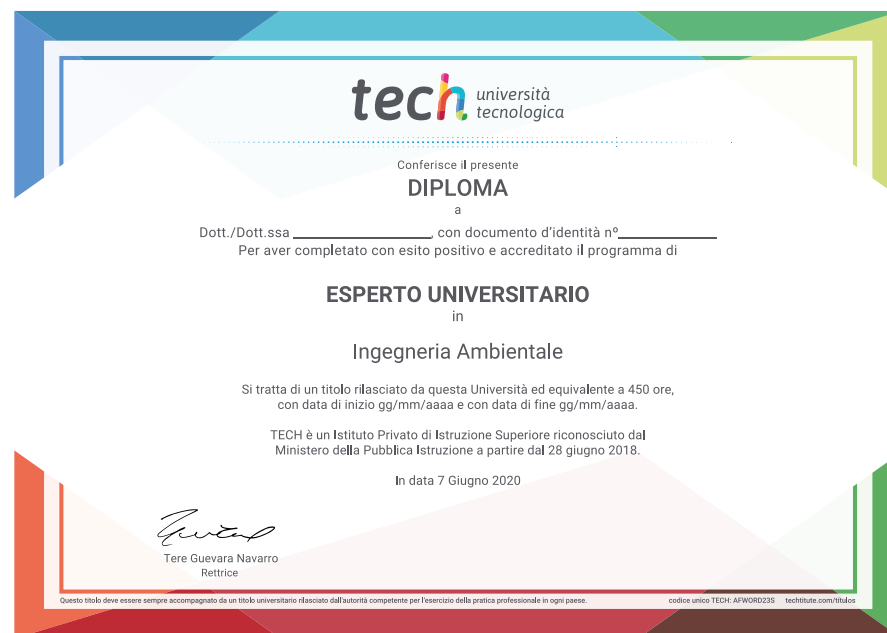 tech università
tecnologica
Conferisce il presente
DIPLOMA
a
Dott./Dott.ssa _________________, con documento d'identità nº____________
Per aver completato con esito positivo e accreditato il programma di
ESPERTO UNIVERSITARIO
in
Ingegneria Ambientale
Si tratta di un titolo rilasciato da questa Università ed equivalente a 450 ore,
con data di inizio gg/mm/aaaa e con data di fine gg/mm/aaaa.
TECH è un Istituto Privato di Istruzione Superiore riconosciuto dal
Ministero della Pubblica Istruzione a partire dal 28 giugno 2018.
In data 7 Giugno 2020
Tere Guevara Navarro
Rettrice
Questo titolo deve essere sempre accompagnato da un titolo universitario rilasciato dall'autorità competente per l'esercizio della pratica professionale in ogni paese. codice unico TECH: AFWORD23S techtitute.com/titulos